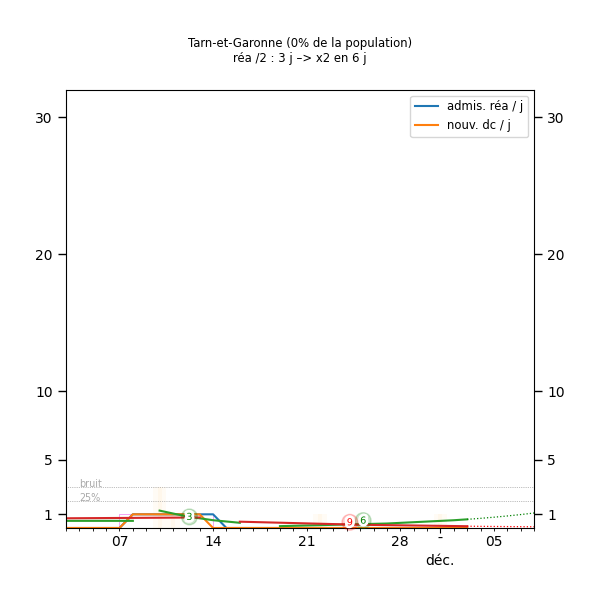 Tarn-et-Garonne (0% de la population)
réa /2 : 3 j –> x2 en 6 j
admis. réa / j
nouv. dc / j
30 30
20 20
10 10
5 5
bruit
25%
1 1
3 9 6
07 14 21 28 - 05
déc.